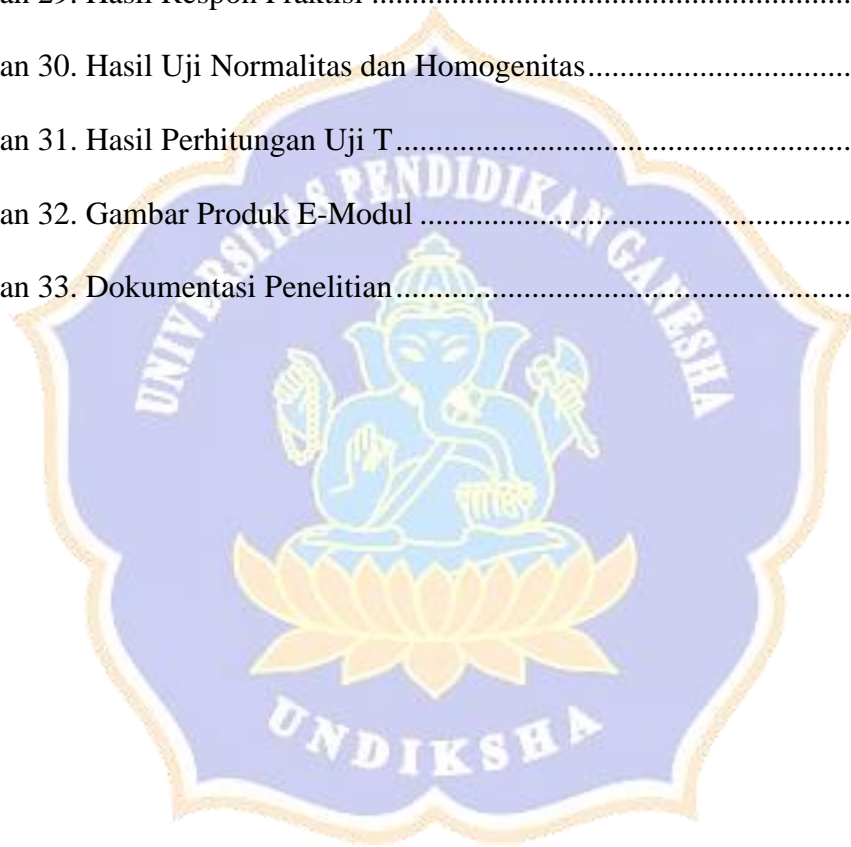 an 29. Hasil Respon Praktisi ............................................................
an 30. Hasil Uji Normalitas dan Homogenitas.................................
an 31. Hasil Perhitungan Uji T.........................................................
an 32. Gambar Produk E-Modul ......................................................
an 33. Dokumentasi Penelitian.........................................................
UNIVERSITAS PENDIDIKAN GANESHA
UNDIKSHA